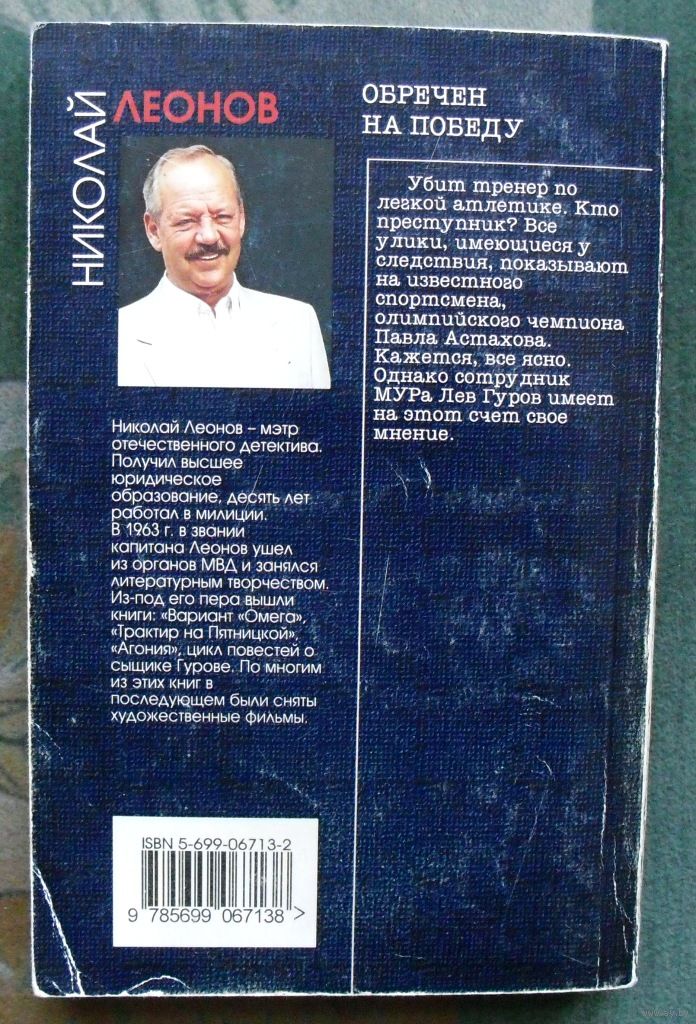 НИКОЛАЙ
ЛЕОНОВ
Николай Леонов – мэтр
отечественного детектива.
Получил высшее
юридическое
образование, десять лет
работал в милиции.
В 1963 г. в звании
капитана Леонов ушел
из органов МВД и занялся
литературным творчеством.
Из-под его пера вышли
книги: «Вариант «Омега»,
«Трактир на Пятницкой»,
«Агония», цикл повестей о
сыщике Гурове. По многим
из этих книг в
последующем были сняты
художественные фильмы.
ОБРЕЧЕН
НА ПОБЕДУ
Убит тренер по
легкой атлетике. Кто
преступник? Все
улики, имеющиеся у
следствия, показывают
на известного
спортсмена,
олимпийского чемпиона
Павла Астахова.
Кажется, все ясно.
Однако сотрудник
МУРа Лев Гуров имеет
на этот счет свое
мнение.
ISBN 5-699-06713-2
9 785699 067138 >